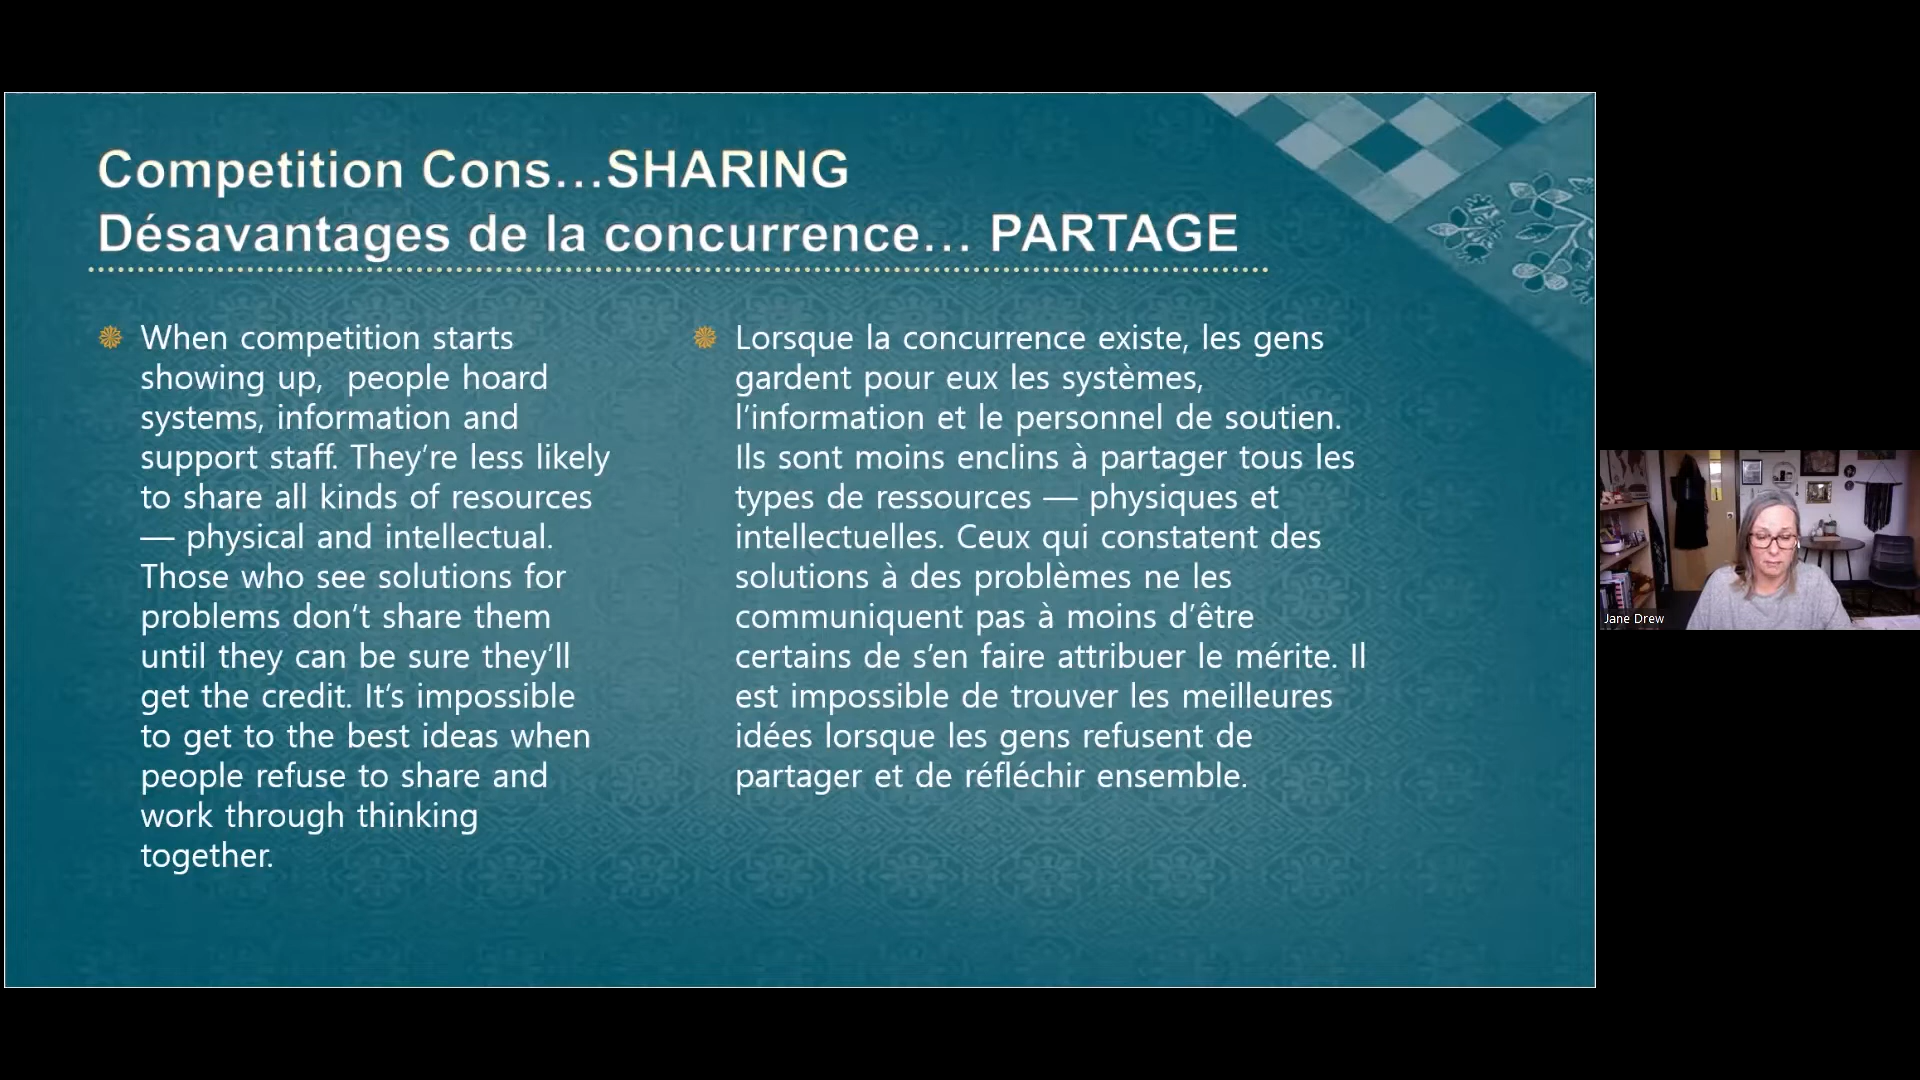 Competition Cons…SHARING
Désavantages de la concurrence… PARTAGE
When competition starts
showing up,  people hoard
systems, information and
support staff. They’re less likely
to share all kinds of resources
— physical and intellectual.
Those who see solutions for
problems don’t share them
until they can be sure they’ll
get the credit. It’s impossible
to get to the best ideas when
people refuse to share and
work through thinking
together.
Lorsque la concurrence existe, les gens
gardent pour eux les systèmes,
l’information et le personnel de soutien.
Ils sont moins enclins à partager tous les
types de ressources — physiques et
intellectuelles. Ceux qui constatent des
solutions à des problèmes ne les
communiquent pas à moins d’être
certains de s’en faire attribuer le mérite. Il
est impossible de trouver les meilleures
idées lorsque les gens refusent de
partager et de réfléchir ensemble.
Jane Drew